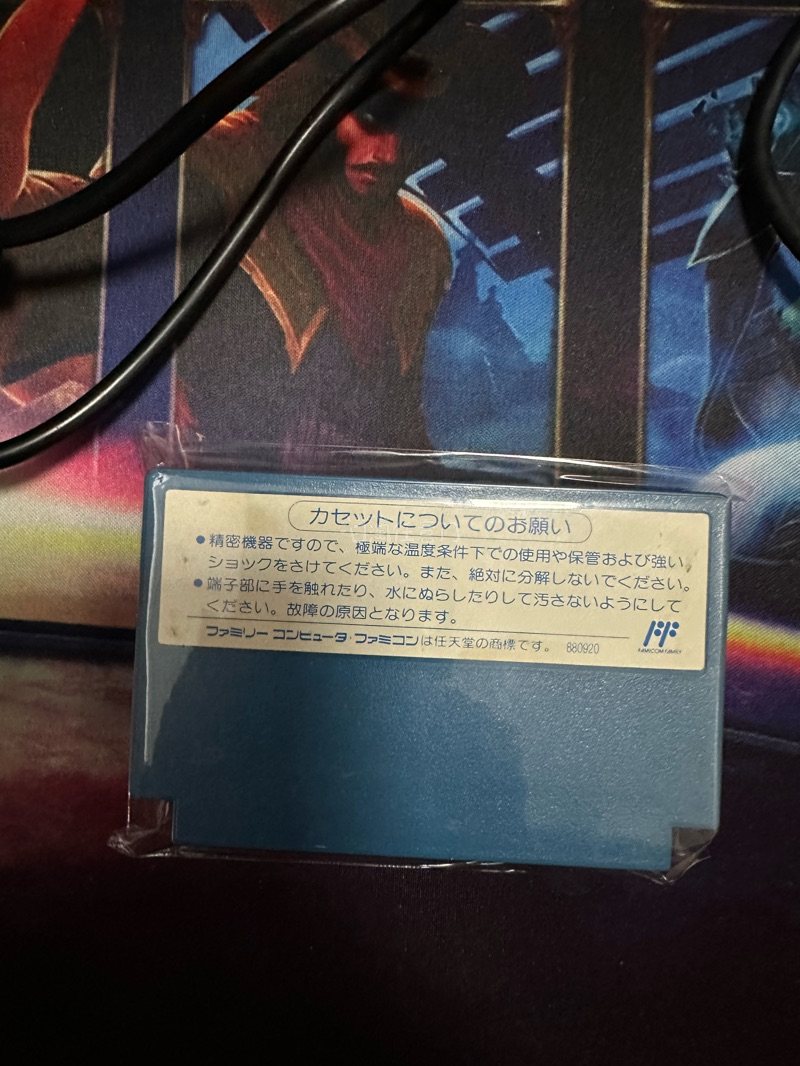 カセットについてのお願い
●精密機器ですので、極端な温度条件下での使用や保管および強い
ショックをさけてください。また、絶対に分解しないでください。
●端子部に手を触れたり、水にぬらしたりして汚さないようにして
ください。故障の原因となります。
ファミリーコンピュータ・ファミコンは任天堂の商標です。 880920
FAMICOM FAMILY